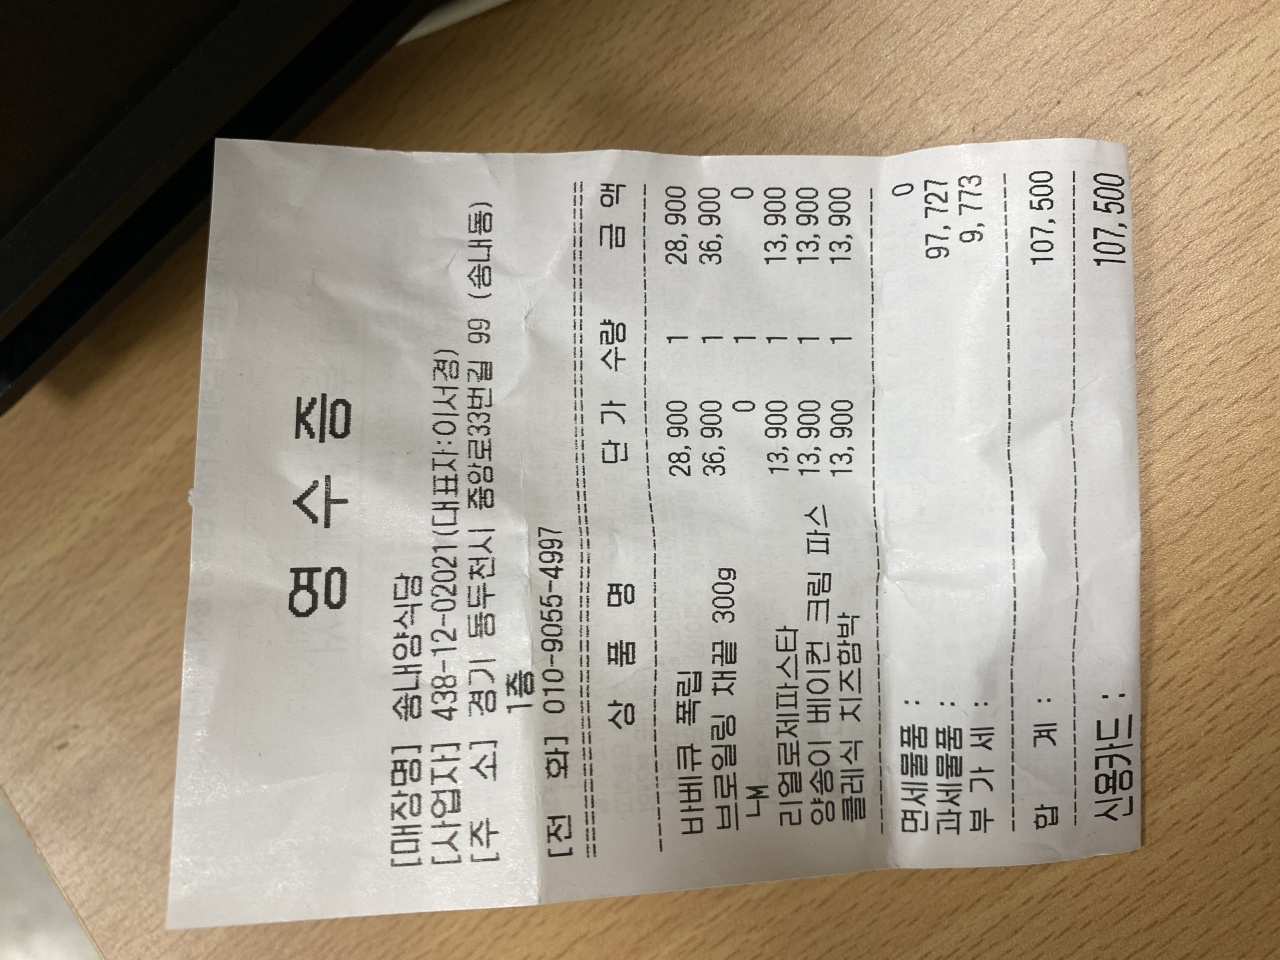 영 수 증
[매장명] 송내양식당
[사업자] 438-12-02021(대표자:이서경)
[주 소] 경기 동두천시 중앙로33번길 99 (송내동)
1층
[전 화] 010-9055-4997
상 품 명 단 가 수량 금 액
바베큐 폭립 28,900 1 28,900
브로일링 채끝 300g 36,900 1 36,900
ㄴM 0 1 0
리얼로제파스타 13,900 1 13,900
양송이 베이컨 크림 파스 13,900 1 13,900
클레식 치즈함박 13,900 1 13,900
면세물품 : 0
과세물품 : 97,727
부 가 세 : 9,773
합 계 : 107,500
신용카드 : 107,500